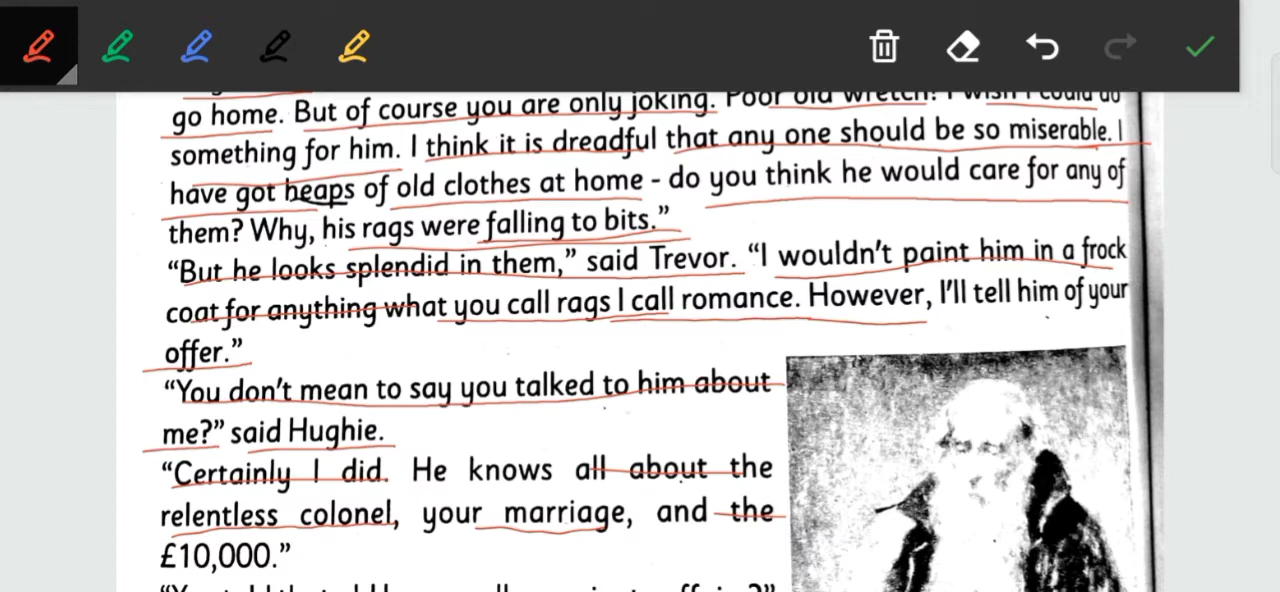 go home. But of course you are only joking. Poor old wretch! I wish I could do
something for him. I think it is dreadful that any one should be so miserable. I
have got heaps of old clothes at home - do you think he would care for any of
them? Why, his rags were falling to bits.”
“But he looks splendid in them,” said Trevor. “I wouldn't paint him in a frock
coat for anything what you call rags I call romance. However, I'll tell him of your
offer.”
“You don't mean to say you talked to him about
me?” said Hughie.
“Certainly I did. He knows all about the
relentless colonel, your marriage, and the
£10,000.”